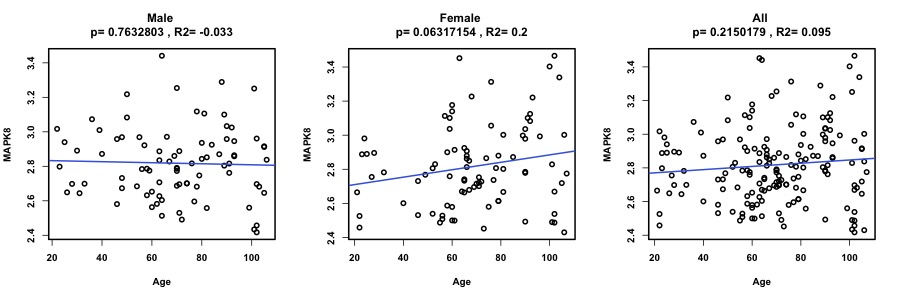 Male
p= 0.7632803 , R2= -0.033
MAPK8
3.4
3.2
3.0
2.8
2.6
2.4
20 40 60 80 100
Age
Female
p= 0.06317154 , R2= 0.2
MAPK8
3.4
3.2
3.0
2.8
2.6
2.4
20 40 60 80 100
Age
All
p= 0.2150179 , R2= 0.095
MAPK8
3.4
3.2
3.0
2.8
2.6
2.4
20 40 60 80 100
Age